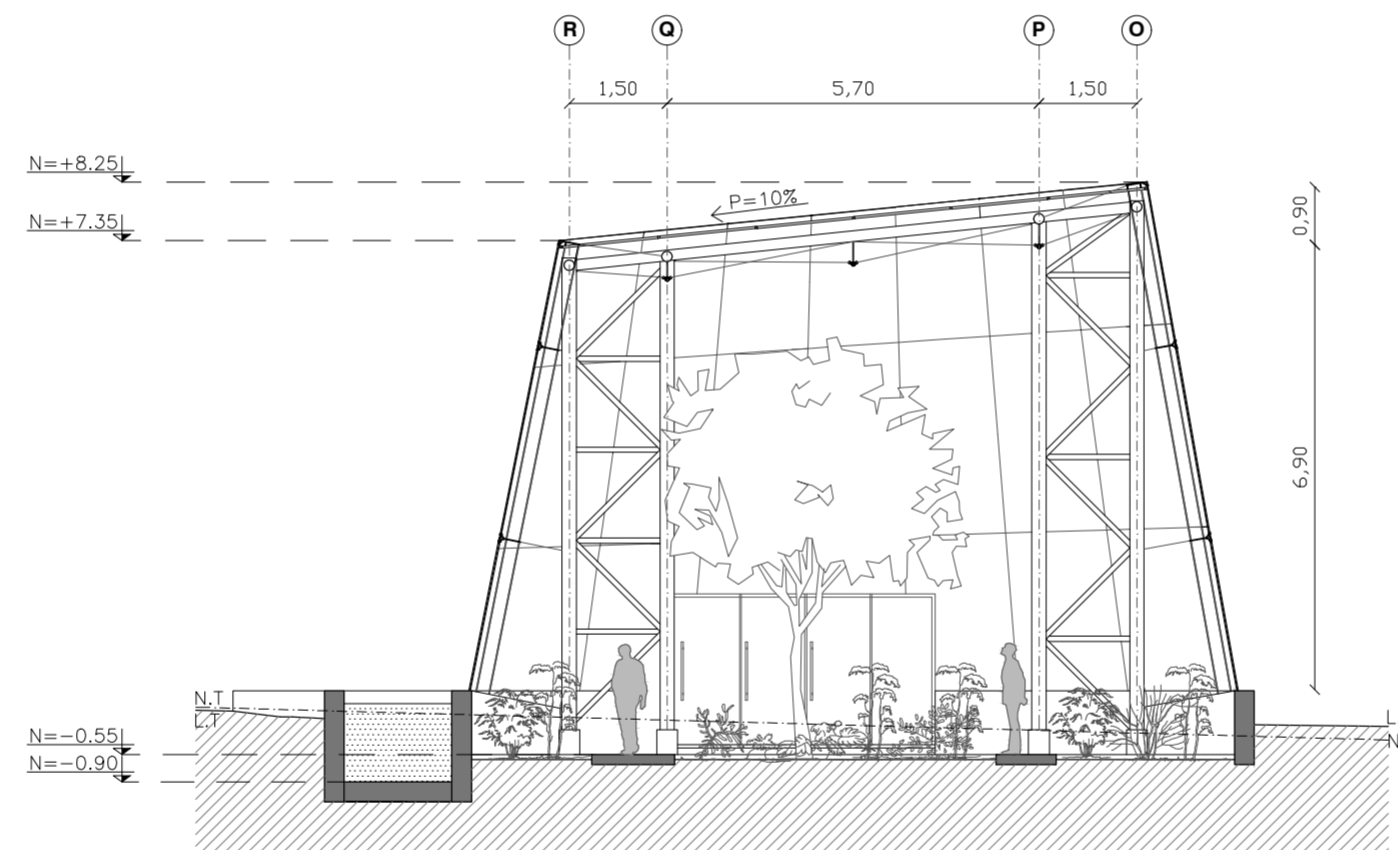 R Q P O
1,50 5,70 1,50
N=+8.25
P=10%
N=+7.35
0,90
6,90
N.T
L.T
L
N=−0.55
N
N=−0.90